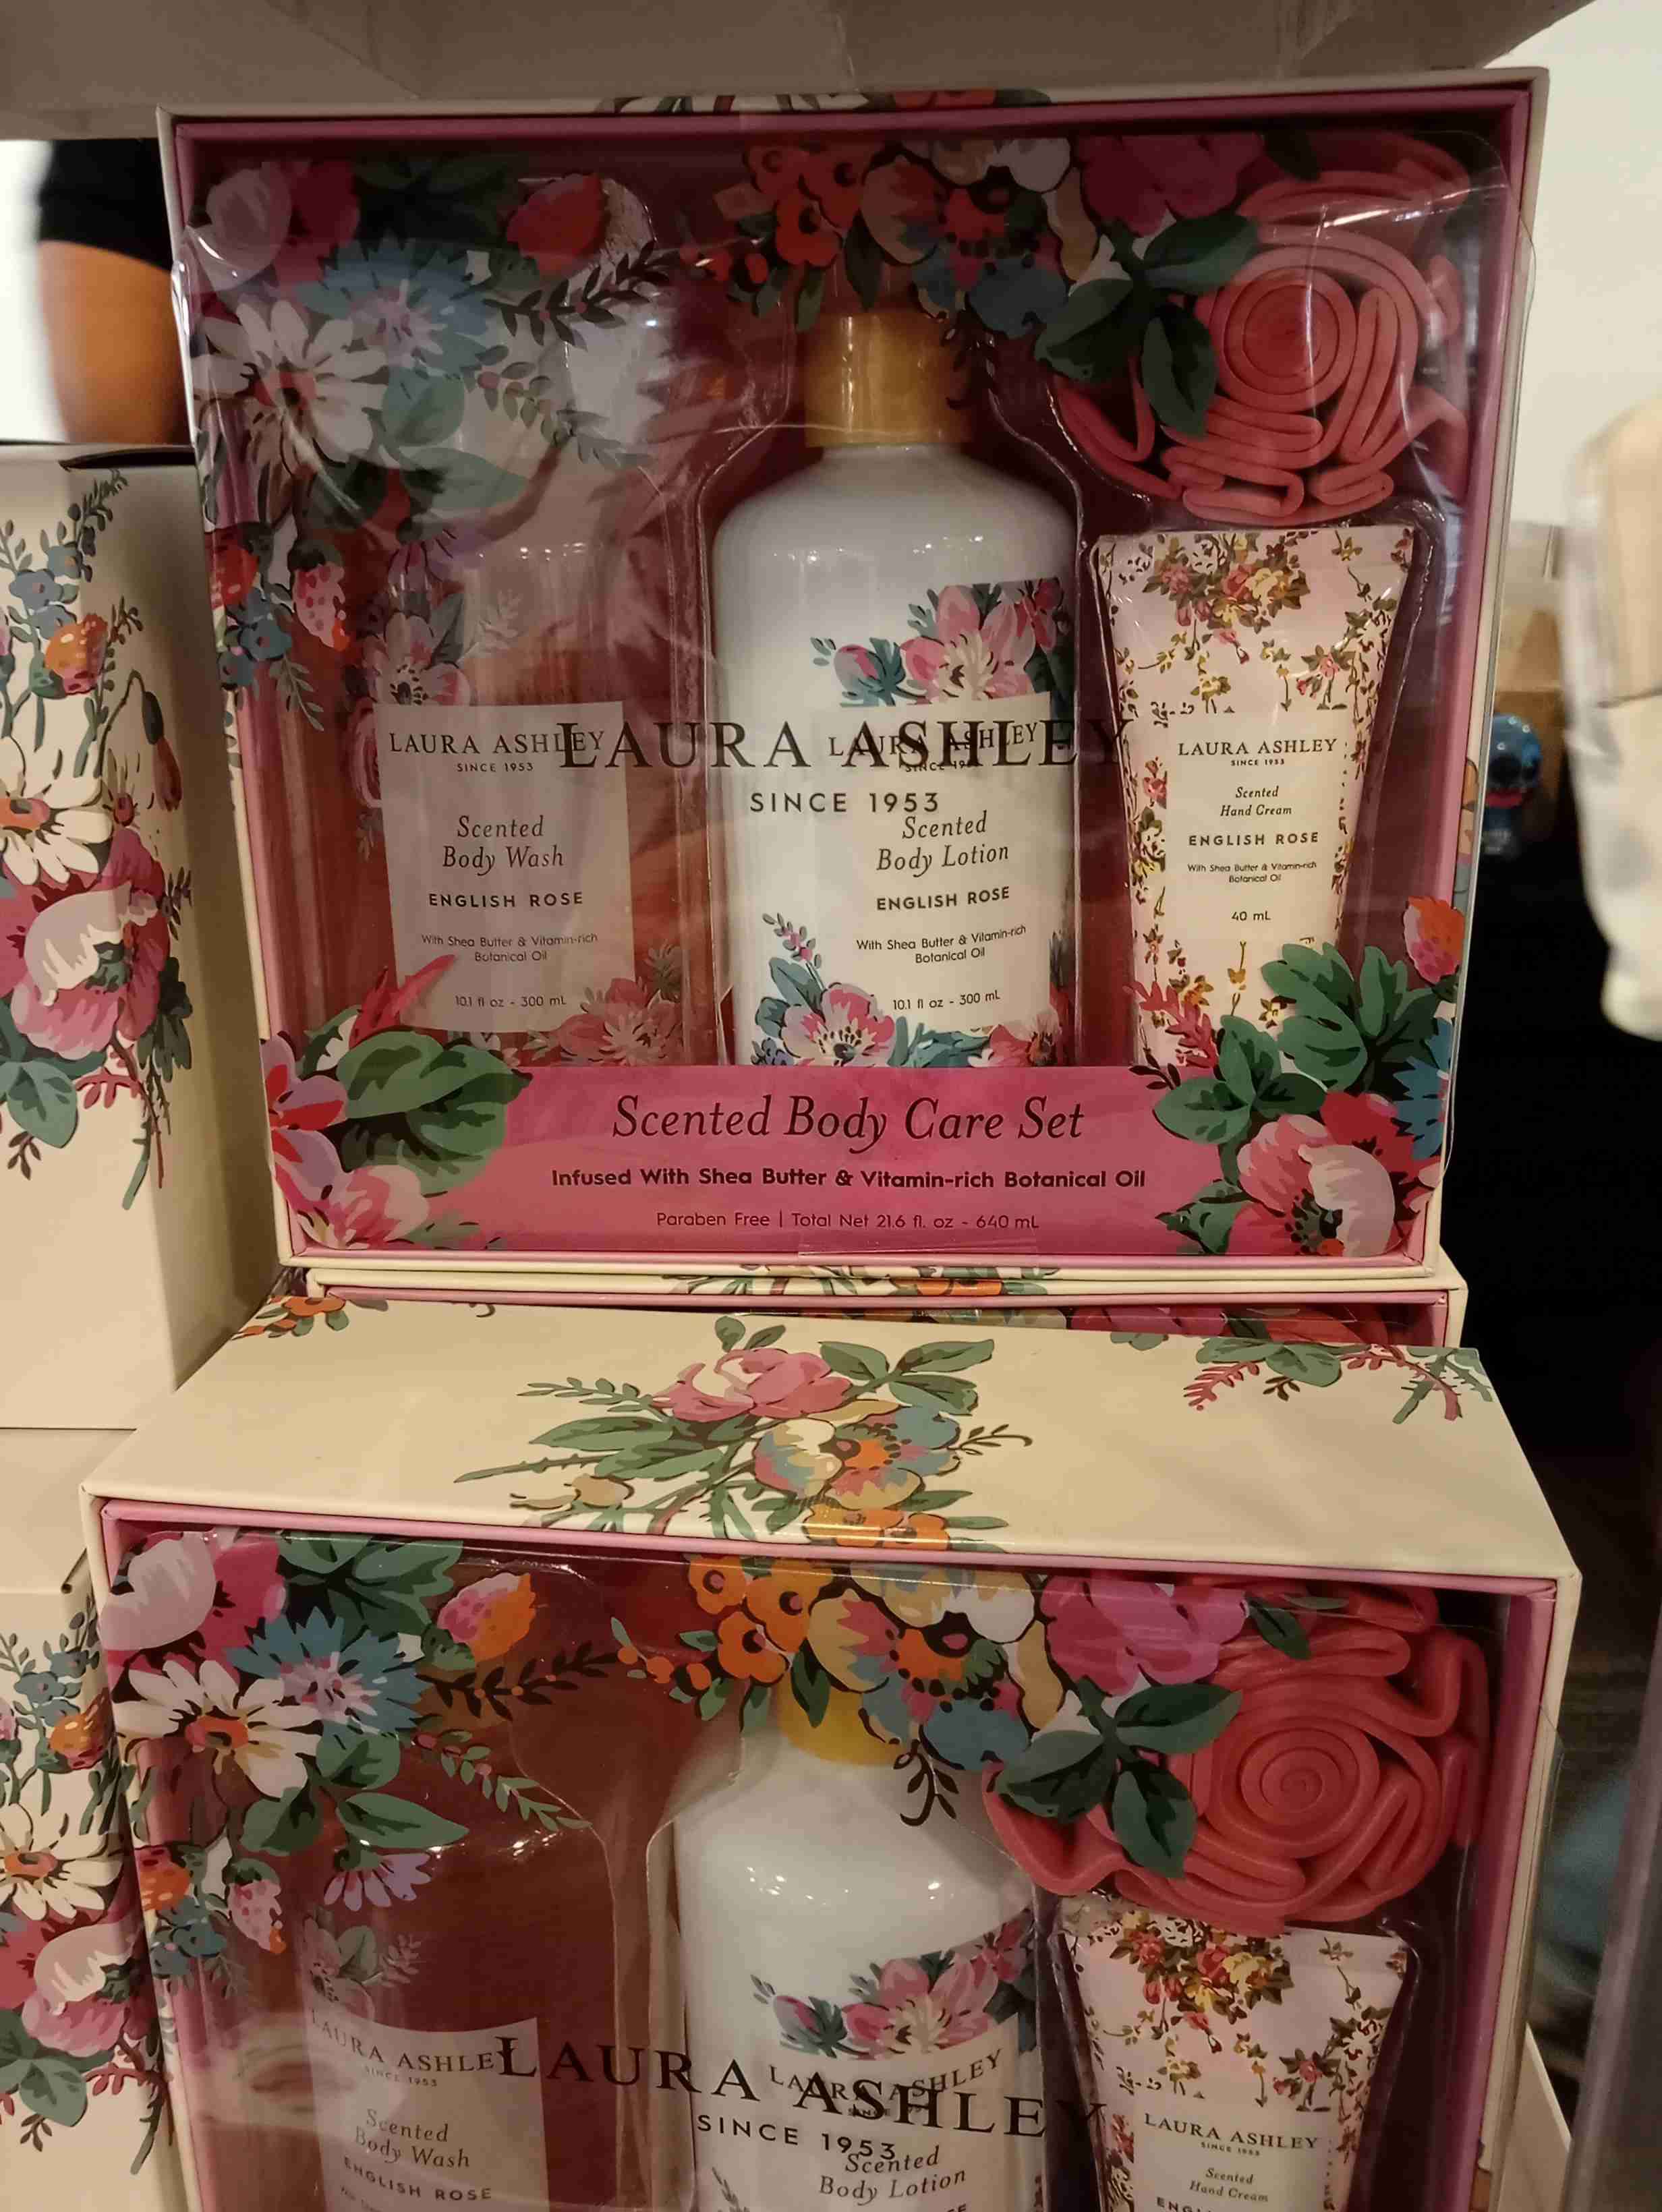 LAURA ASHLEY
SINCE 1953
LAURA ASHLEY
SINCE 1953
Scented
Body Wash
ENGLISH ROSE
With Shea Butter & Vitamin-rich
Botanical Oil
10.1 fl oz - 300 mL
LAURA ASHLEY
SINCE 1953
Scented
Body Lotion
ENGLISH ROSE
With Shea Butter & Vitamin-rich
Botanical Oil
10.1 fl oz - 300 mL
LAURA ASHLEY
SINCE 1953
Scented
Hand Cream
ENGLISH ROSE
With Shea Butter & Vitamin-rich
Botanical Oil
40 mL
Scented Body Care Set
Infused With Shea Butter & Vitamin-rich Botanical Oil
Paraben Free | Total Net 21.6 fl. oz - 640 mL
LAURA ASHLEY
SINCE 1953
LAURA ASHLEY
SINCE 1953
Scented
Body Wash
ENGLISH ROSE
LAURA ASHLEY
Scented
Body Lotion
LAURA ASHLEY
SINCE 1953
Scented
Hand Cream